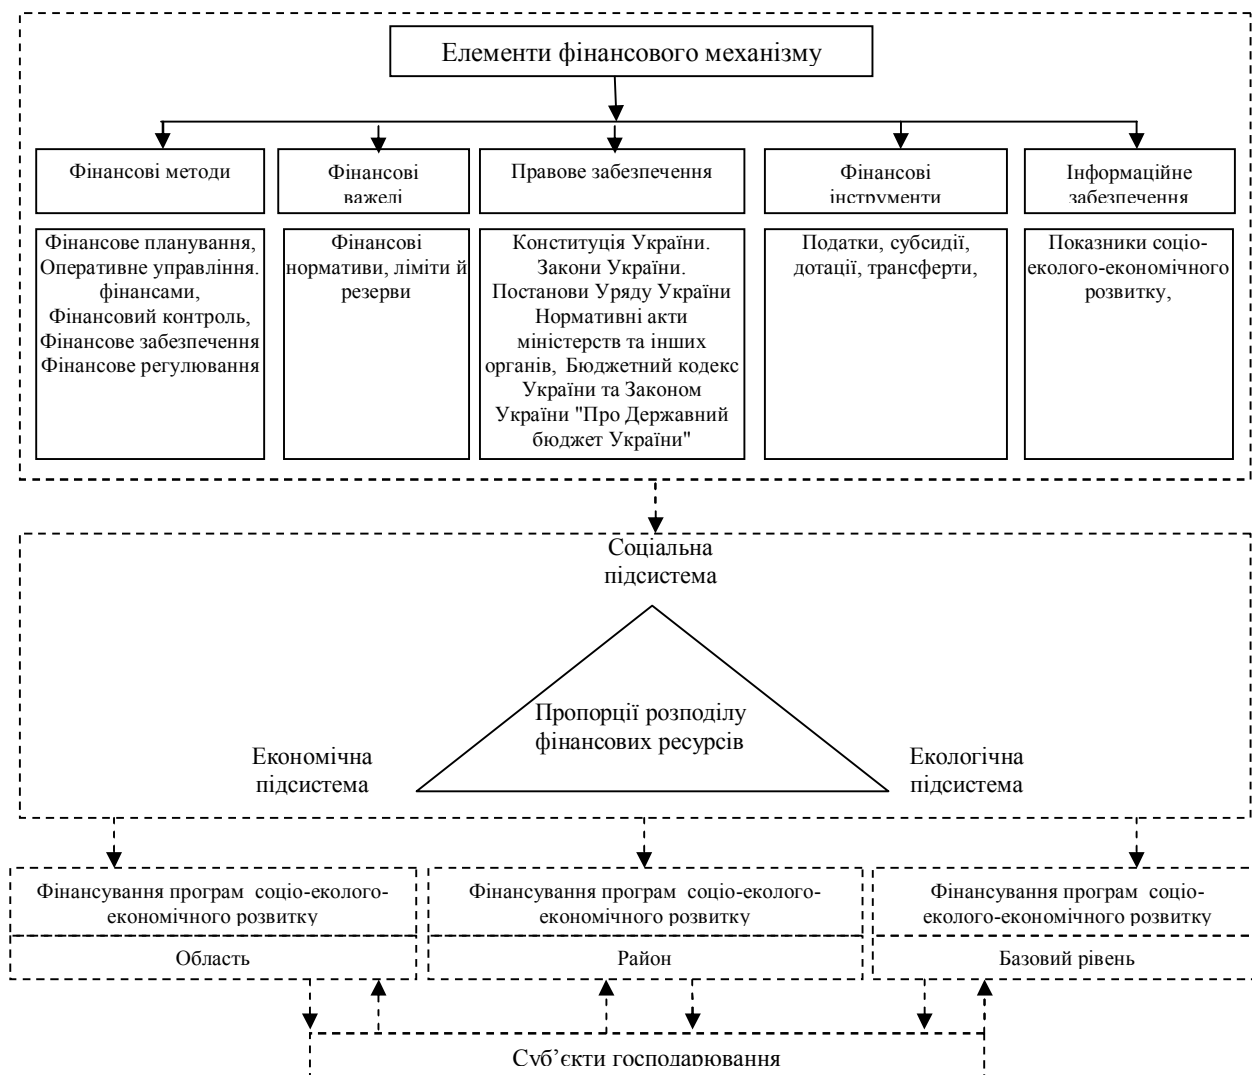 Елементи фінансового механізму
Фінансові методи
Фінансові
важелі
Правове забезпечення
Фінансові
інструменти
Інформаційне
забезпечення
Фінансове планування,
Оперативне управління.
фінансами,
Фінансовий контроль,
Фінансове забезпечення
Фінансове регулювання
Фінансові
нормативи, ліміти й
резерви
Конституція України.
Закони України.
Постанови Уряду України
Нормативні акти
міністерств та інших
органів, Бюджетний кодекс
України та Законом
України "Про Державний
бюджет України"
Податки, субсидії,
дотації, трансферти,
Показники соціо-
еколого-економічного
розвитку,
Соціальна
підсистема
Пропорції розподілу
фінансових ресурсів
Економічна
підсистема
Екологічна
підсистема
Фінансування програм соціо-еколого-
економічного розвитку
Область
Фінансування програм соціо-еколого-
економічного розвитку
Район
Фінансування програм соціо-
еколого-економічного розвитку
Базовий рівень
Суб’єкти господарювання